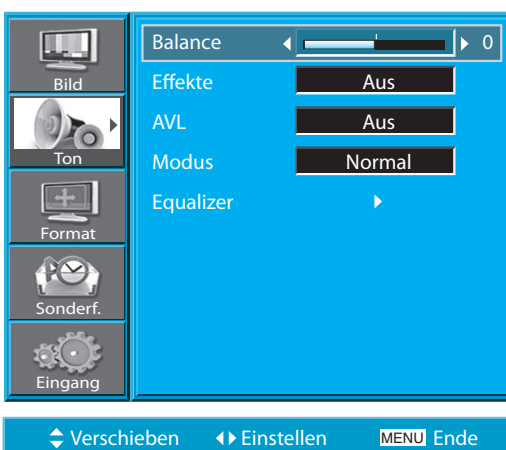 Bild
Ton
Format
Sonderf.
Eingang
Balance 0
Effekte Aus
AVL Aus
Modus Normal
Equalizer
Verschieben Einstellen MENU Ende